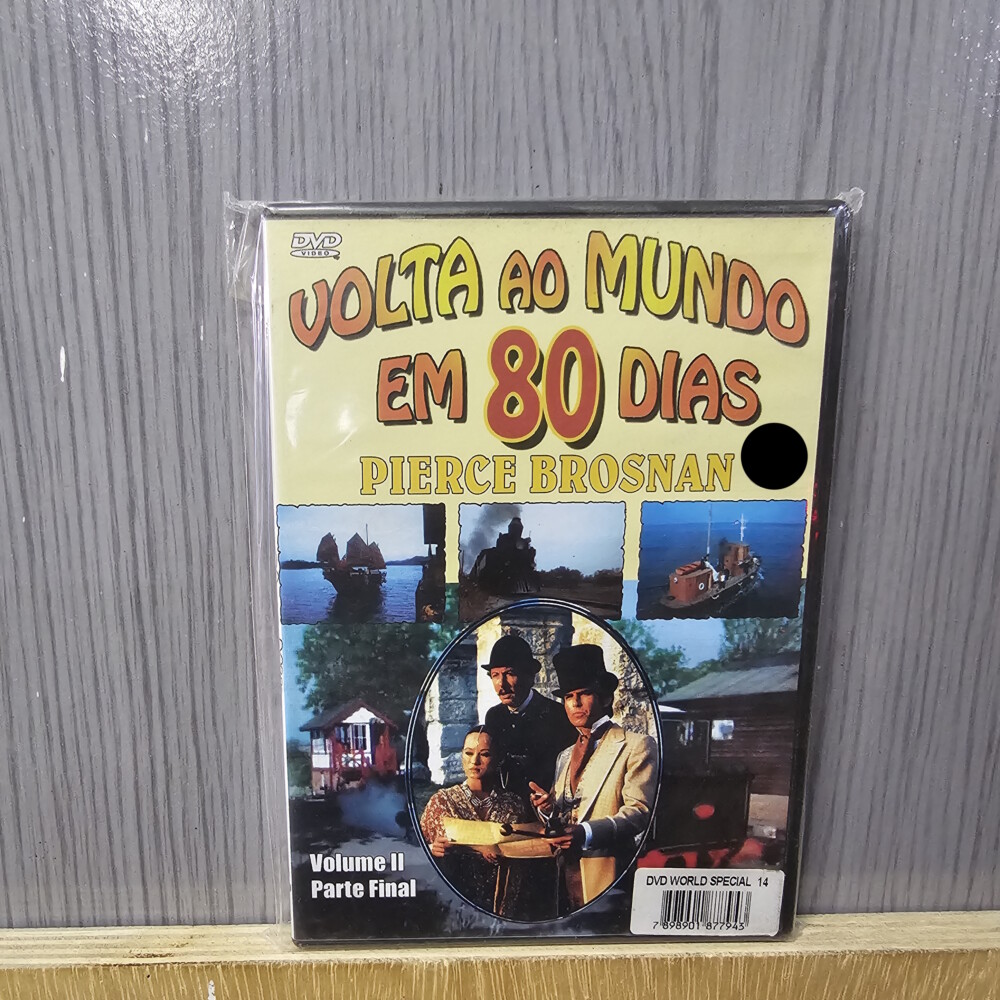 DVD
VIDEO
VOLTA AO MUNDO
EM 80 DIAS
PIERCE BROSNAN
Volume II
Parte Final
DVD WORLD SPECIAL 14
7 898901 877943